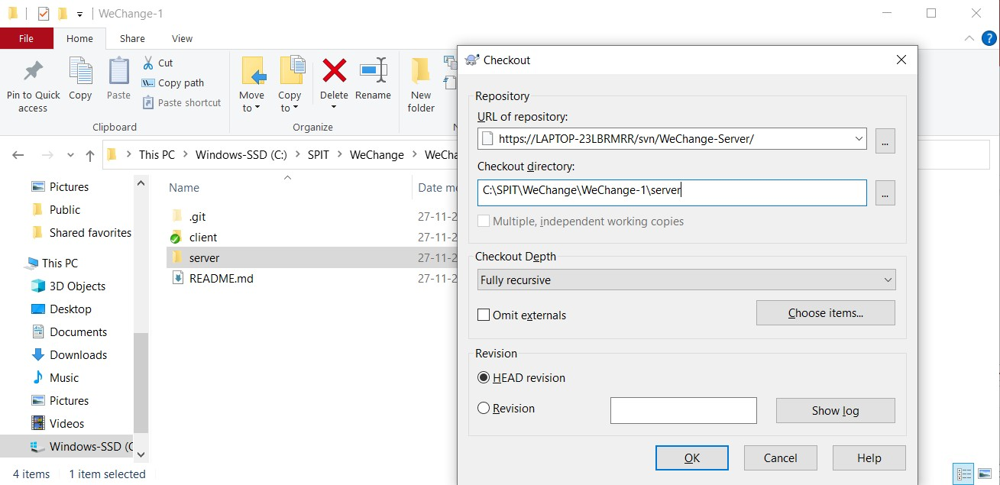 WeChange-1
File Home Share View
Pin to Quick access
Copy
Paste
Cut
Copy path
Paste shortcut
Clipboard
Move to
Copy to
Delete
Rename
Organize
New folder
This PC > Windows-SSD (C:) > SPIT > WeChange > WeCha
Pictures
Public
Shared favorites
This PC
3D Objects
Desktop
Documents
Downloads
Music
Pictures
Videos
Windows-SSD (C
Name Date mo
.git 27-11-2
client 27-11-2
server 27-11-2
README.md 27-11-2
4 items 1 item selected
Checkout
Repository
URL of repository:
https://LAPTOP-23LBRMRR/svn/WeChange-Server/
...
Checkout directory:
C:\SPIT\WeChange\WeChange-1\server
...
Multiple, independent working copies
Checkout Depth
Fully recursive
Omit externals
Choose items...
Revision
HEAD revision
Revision
Show log
OK Cancel Help
?